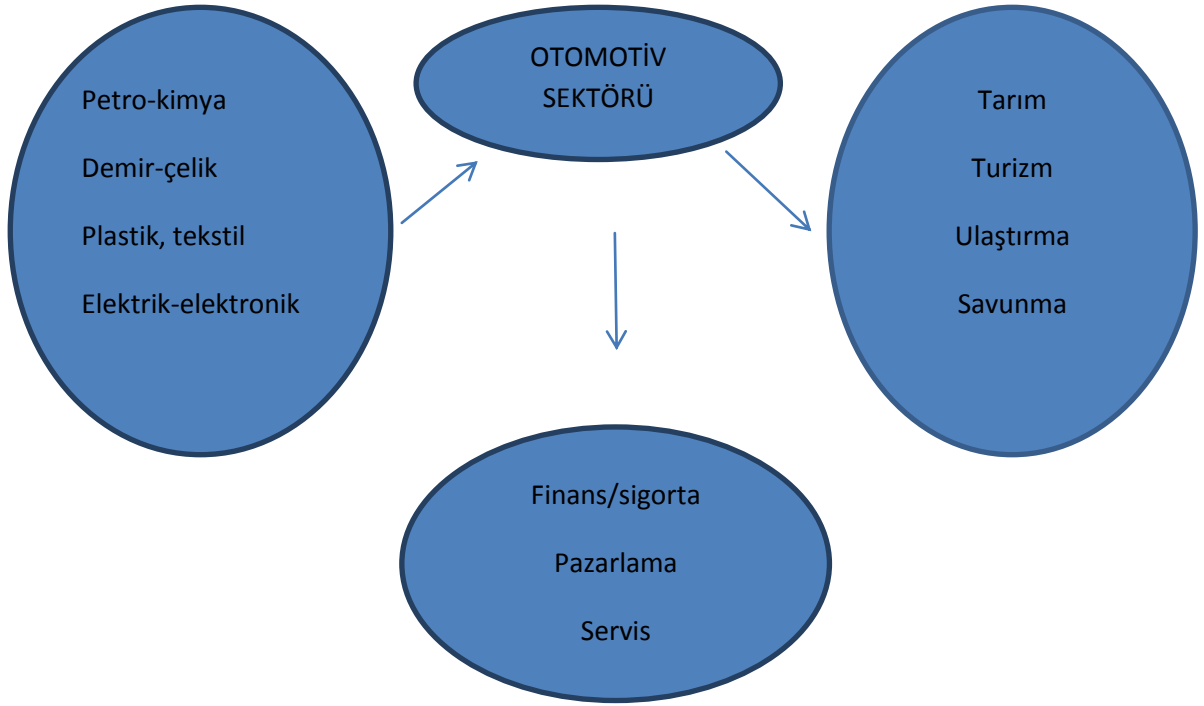 OTOMOTİV
SEKTÖRÜ
Petro-kimya
Demir-çelik
Plastik, tekstil
Elektrik-elektronik
Tarım
Turizm
Ulaştırma
Savunma
Finans/sigorta
Pazarlama
Servis